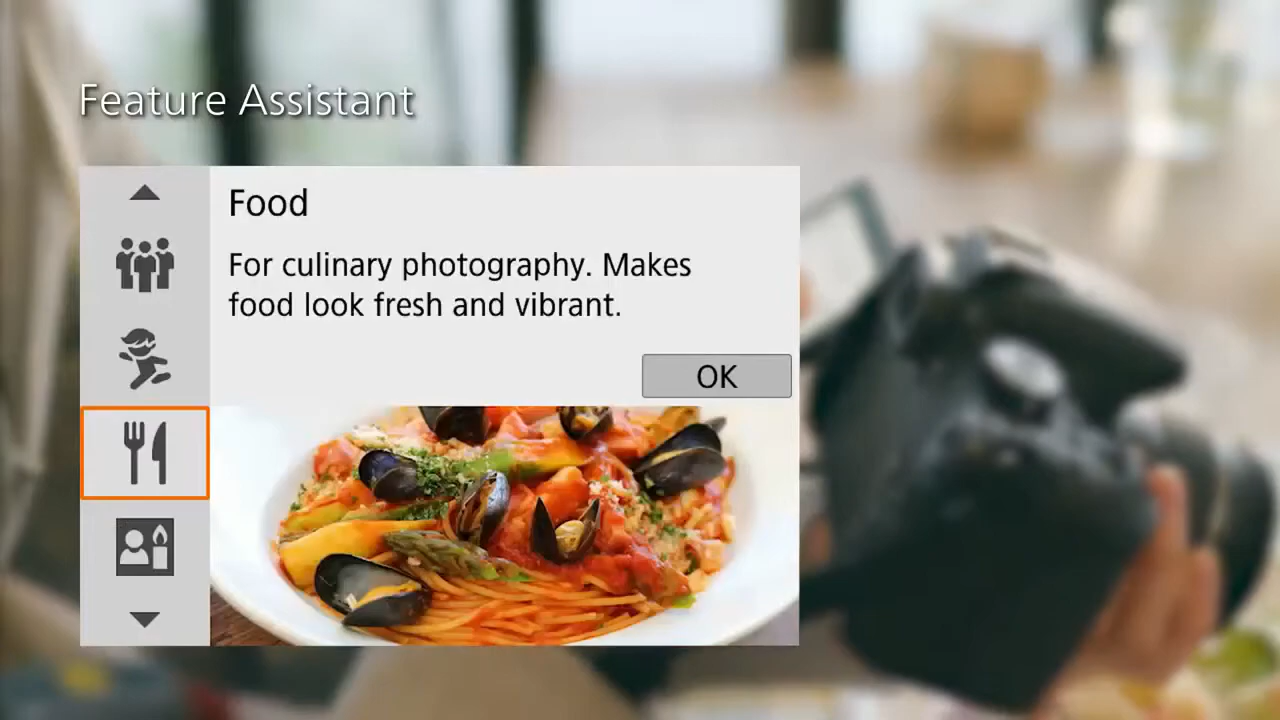 Feature Assistant
Food
For culinary photography. Makes
food look fresh and vibrant.
OK